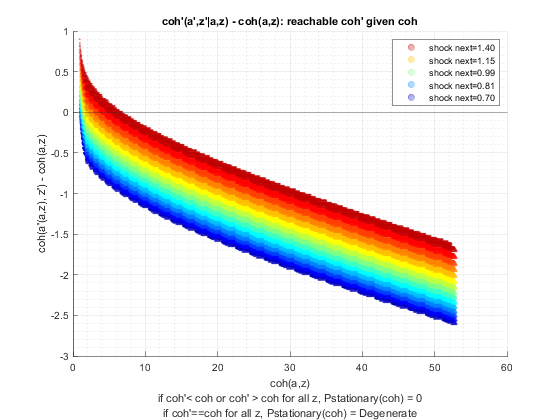 coh'(a',z'|a,z) - coh(a,z): reachable coh' given coh
1
0.5
0
-0.5
-1
-1.5
-2
-2.5
-3
coh(a'(a,z), z') - coh(a,z)
shock next=1.40
shock next=1.15
shock next=0.99
shock next=0.81
shock next=0.70
0 10 20 30 40 50 60
coh(a,z)
if coh'< coh or coh' > coh for all z, Pstationary(coh) = 0
if coh'==coh for all z, Pstationary(coh) = Degenerate